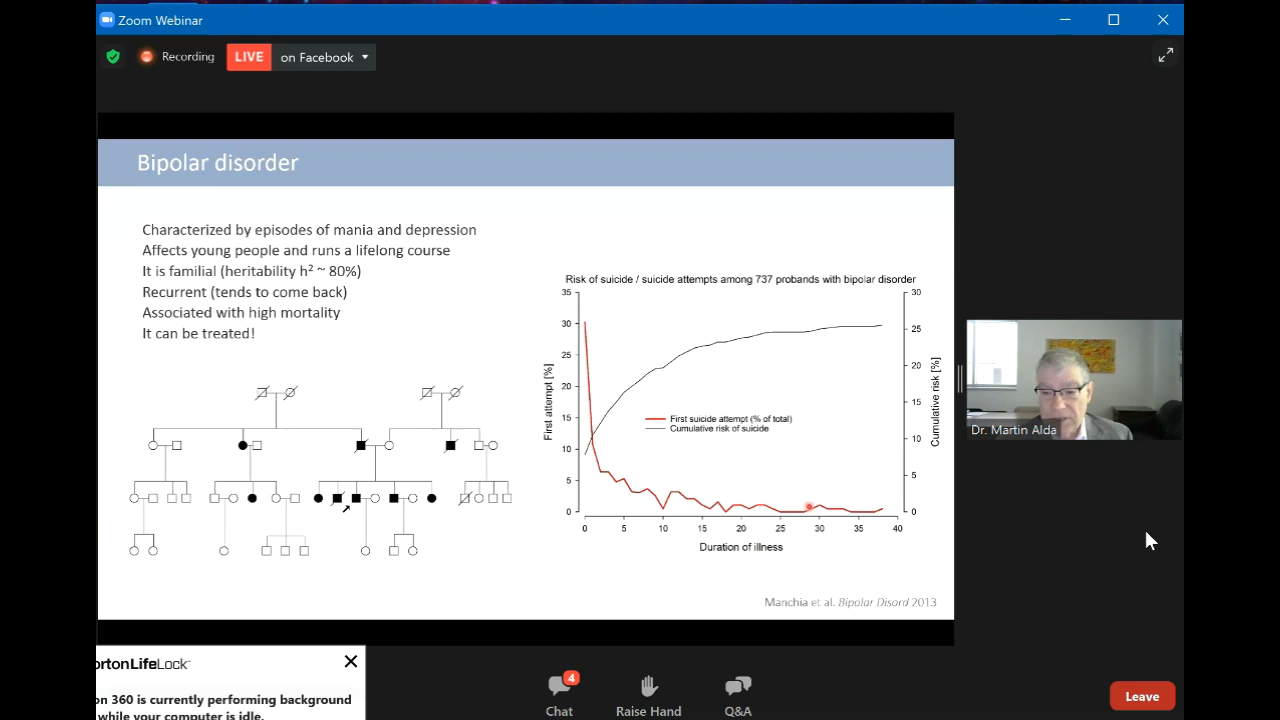 Zoom Webinar
Recording
LIVE on Facebook
Bipolar disorder
Characterized by episodes of mania and depression
Affects young people and runs a lifelong course
It is familial (heritability h² ~ 80%)
Recurrent (tends to come back)
Associated with high mortality
It can be treated!
Risk of suicide / suicide attempts among 737 probands with bipolar disorder
35
30
25
20
15
10
5
0
First attempt [%]
First suicide attempt (% of total)
Cumulative risk of suicide
30
25
20
15
10
5
0
Cumulative risk [%]
0 5 10 15 20 25 30 35 40
Duration of illness
Manchia et al. Bipolar Disord 2013
Dr. Martin Alda
ortonLifeLock
on 360 is currently performing background
while your computer is idle.
4
Chat
Raise Hand
Q&A
Leave